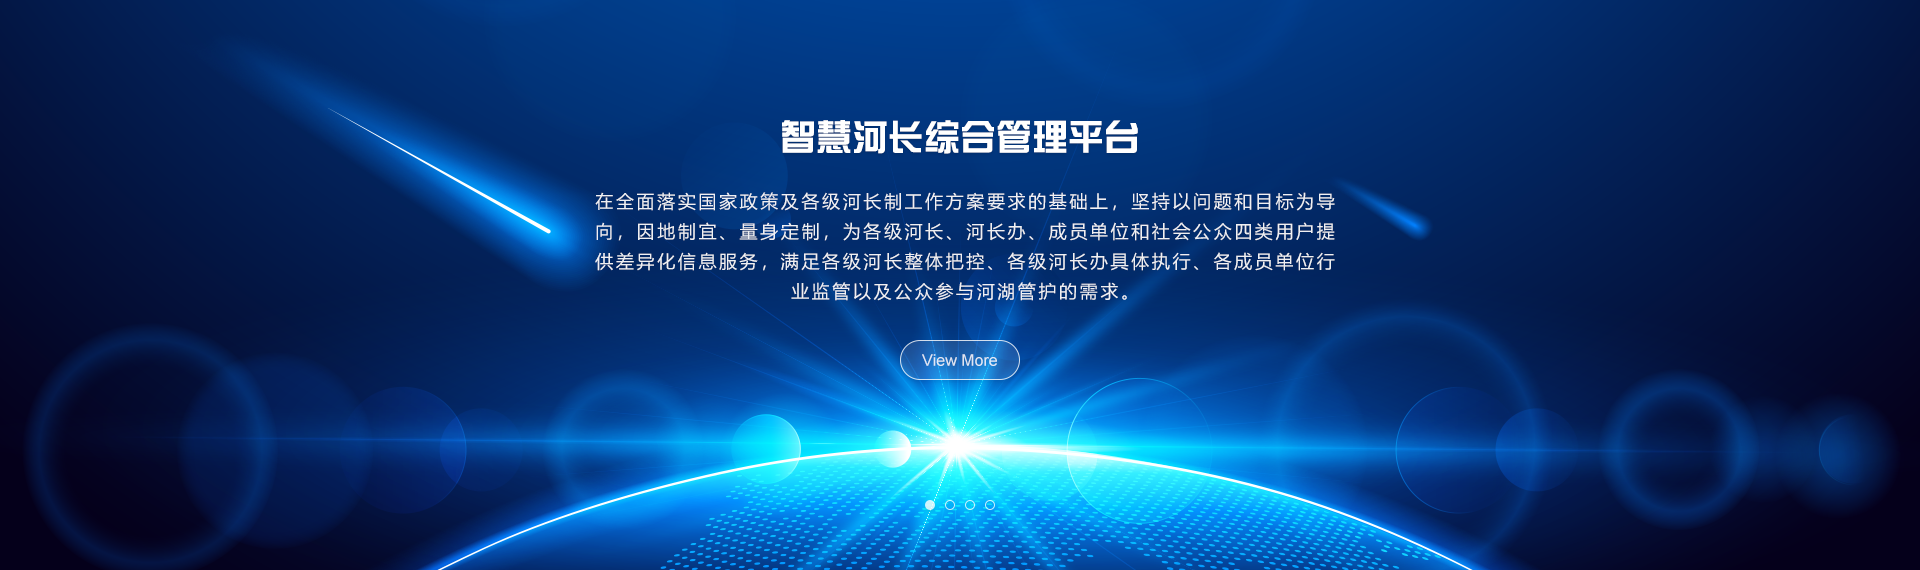 智慧河长综合管理平台
在全面落实国家政策及各级河长制工作方案要求的基础上，坚持以问题和目标为导
向，因地制宜、量身定制，为各级河长、河长办、成员单位和社会公众四类用户提
供差异化信息服务，满足各级河长整体把控、各级河长办具体执行、各成员单位行
业监管以及公众参与河湖管护的需求。
View More